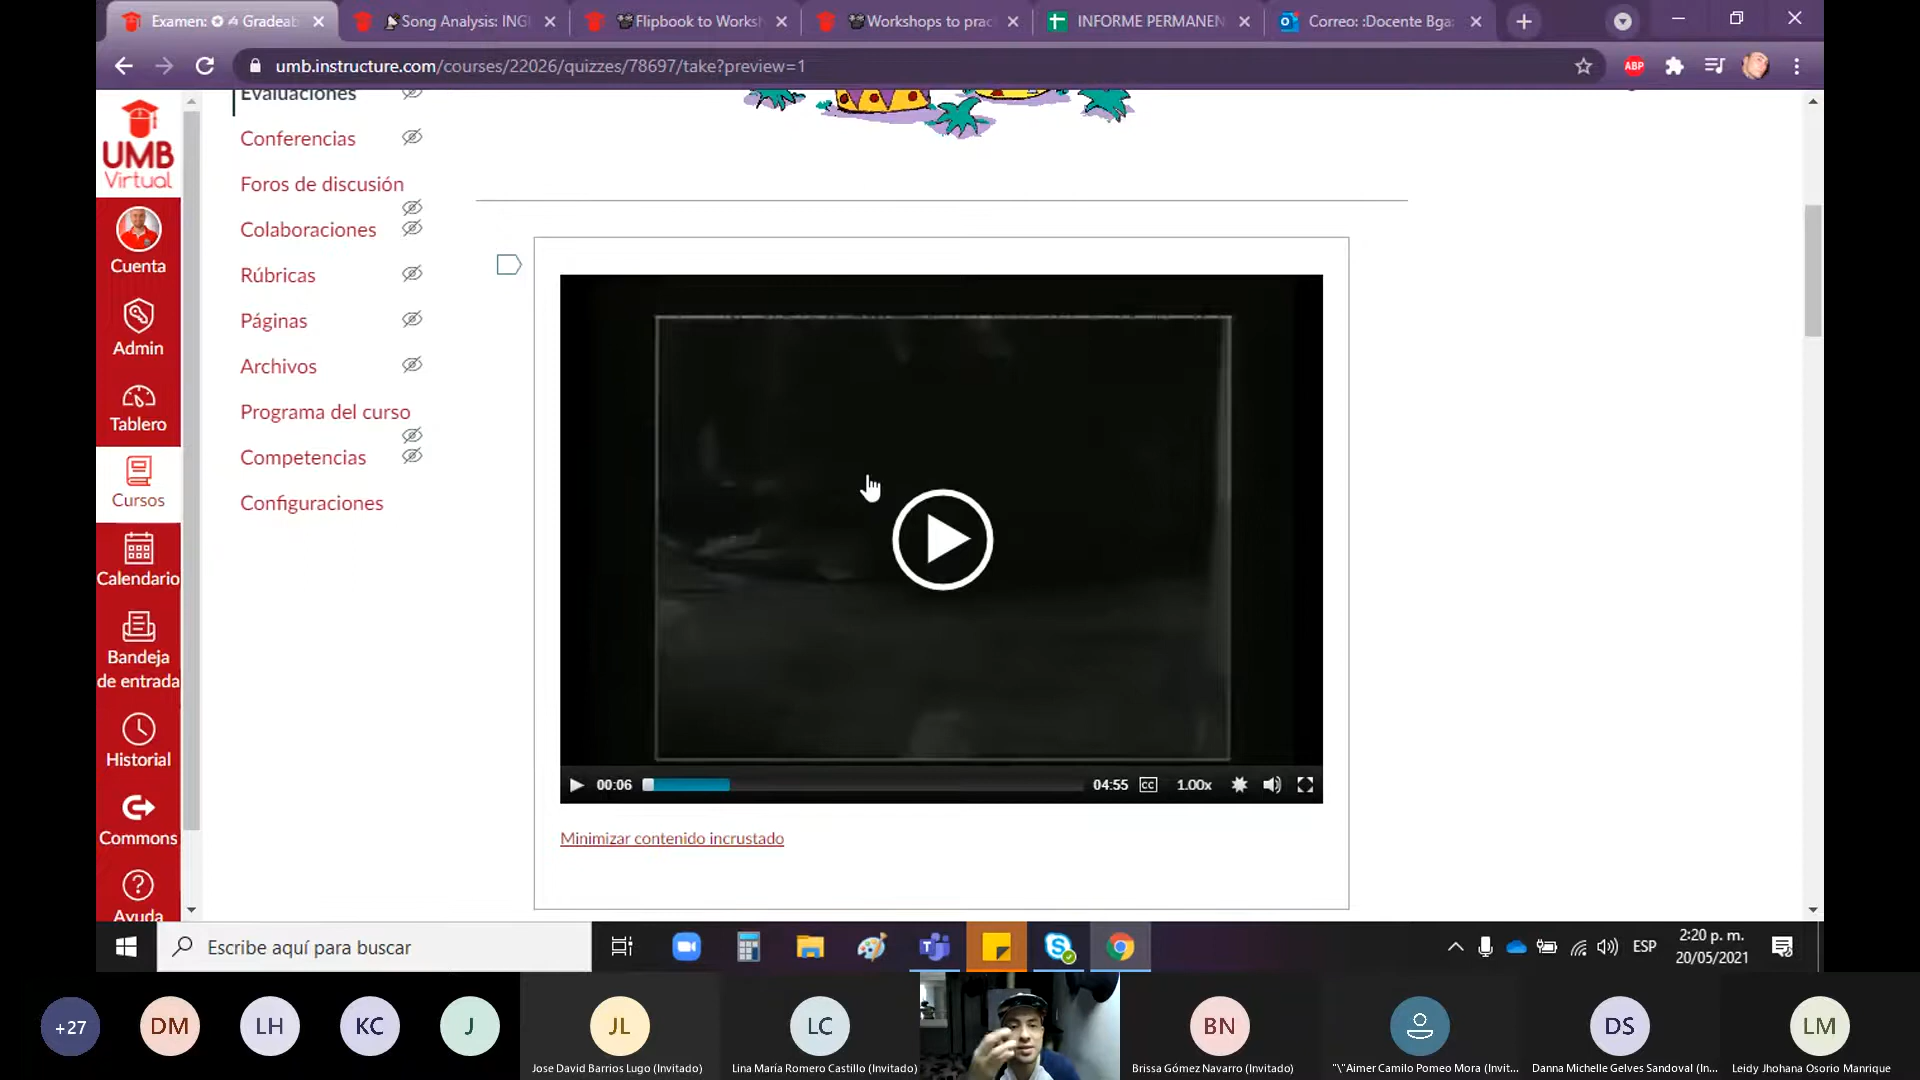 Examen: ✪ ✍ Gradeab
Song Analysis: INGI
Flipbook to Worksh
Workshops to prac
INFORME PERMANEN
Correo: :Docente Bga:
umb.instructure.com/courses/22026/quizzes/78697/take?preview=1
ABP
UMB
Virtual
Cuenta
Admin
Tablero
Cursos
Calendario
Bandeja
de entrada
Historial
Commons
Ayuda
Evaluaciones
Conferencias
Foros de discusión
Colaboraciones
Rúbricas
Páginas
Archivos
Programa del curso
Competencias
Configuraciones
00:06
04:55
CC
1.00x
Minimizar contenido incrustado
Escribe aquí para buscar
ESP
2:20 p. m.
20/05/2021
+27
DM
LH
KC
J
JL
LC
BN
DS
LM
Jose David Barrios Lugo (Invitado)
Lina María Romero Castillo (Invitado)
Brissa Gómez Navarro (Invitado)
"\"Aimer Camilo Pomeo Mora (Invit...
Danna Michelle Gelves Sandoval (In...
Leidy Jhohana Osorio Manrique